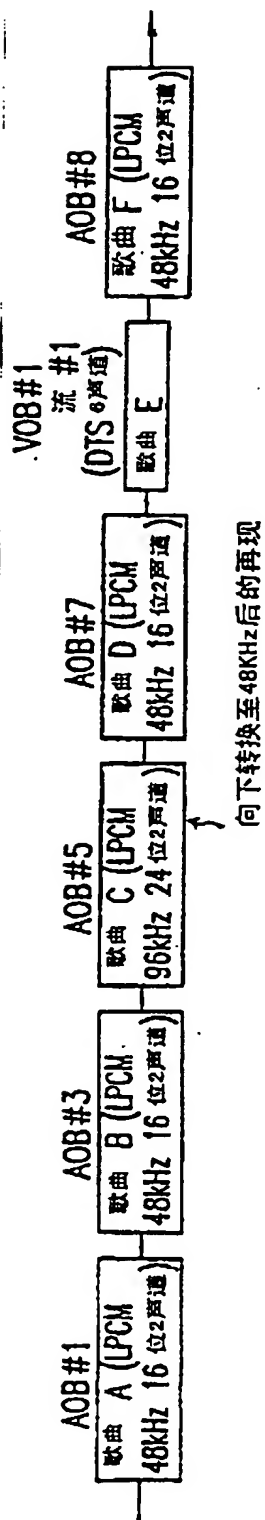 AOB#1
歌曲 A (LPCM
48kHz 16 位2声道)
AOB#3
歌曲 B (LPCM
48kHz 16 位2声道)
AOB#5
歌曲 C (LPCM
96kHz 24 位2声道)
向下转换至48KHz后的再现
AOB#7
歌曲 D (LPCM
48kHz 16 位2声道)
VOB#1
流 #1
(DTS 6声道)
歌曲 E
AOB#8
歌曲 F (LPCM
48kHz 16 位2声道)